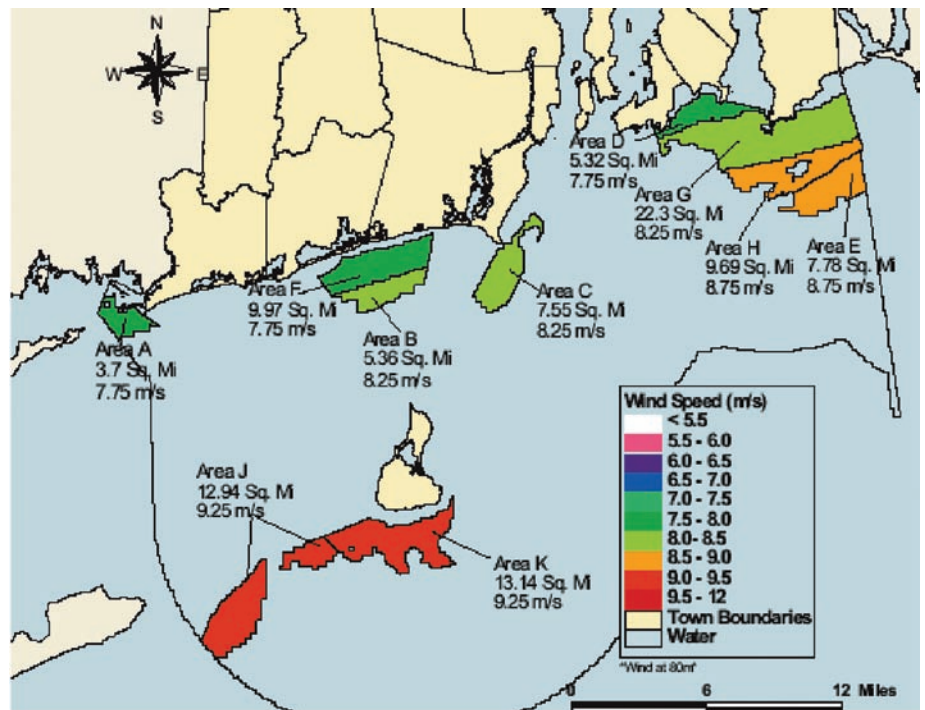 N
W E
S
Area D
5.32 Sq. Mi
7.75 m/s
Area G
22.3 Sq. Mi
8.25 m/s
Area H
9.69 Sq. Mi
8.75 m/s
Area E
7.78 Sq. Mi
8.75 m/s
Area F
9.97 Sq. Mi
7.75 m/s
Area C
7.55 Sq. Mi
8.25 m/s
Area A
3.7 Sq. Mi
7.75 m/s
Area B
5.36 Sq. Mi
8.25 m/s
Area J
12.94 Sq. Mi
9.25 m/s
Area K
13.14 Sq. Mi
9.25 m/s
Wind Speed (m/s)
< 5.5
5.5 - 6.0
6.0 - 6.5
6.5 - 7.0
7.0 - 7.5
7.5 - 8.0
8.0- 8.5
8.5 - 9.0
9.0 - 9.5
9.5 - 12
Town Boundaries
Water
"Wind at 80m"
0 6 12 Miles